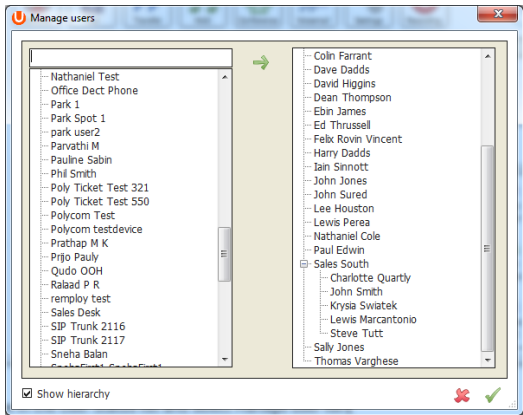 Manage users
Nathaniel Test
Office Dect Phone
Park 1
Park Spot 1
park user2
Parvathi M
Pauline Sabin
Phil Smith
Poly Ticket Test 321
Poly Ticket Test 550
Polycom Test
Polycom testdevice
Prathap M K
Prijo Pauly
Qudo OOH
Ralaad P R
remploy test
Sales Desk
SIP Trunk 2116
SIP Trunk 2117
Sneha Balan
Colin Farrant
Dave Dadds
David Higgins
Dean Thompson
Ebin James
Ed Thrussell
Felix Rovin Vincent
Harry Dadds
Iain Sinnott
John Jones
John Sured
Lee Houston
Lewis Perea
Nathaniel Cole
Paul Edwin
Sales South
Charlotte Quartly
John Smith
Krysia Swiatek
Lewis Marcantonio
Steve Tutt
Sally Jones
Thomas Varghese
Show hierarchy